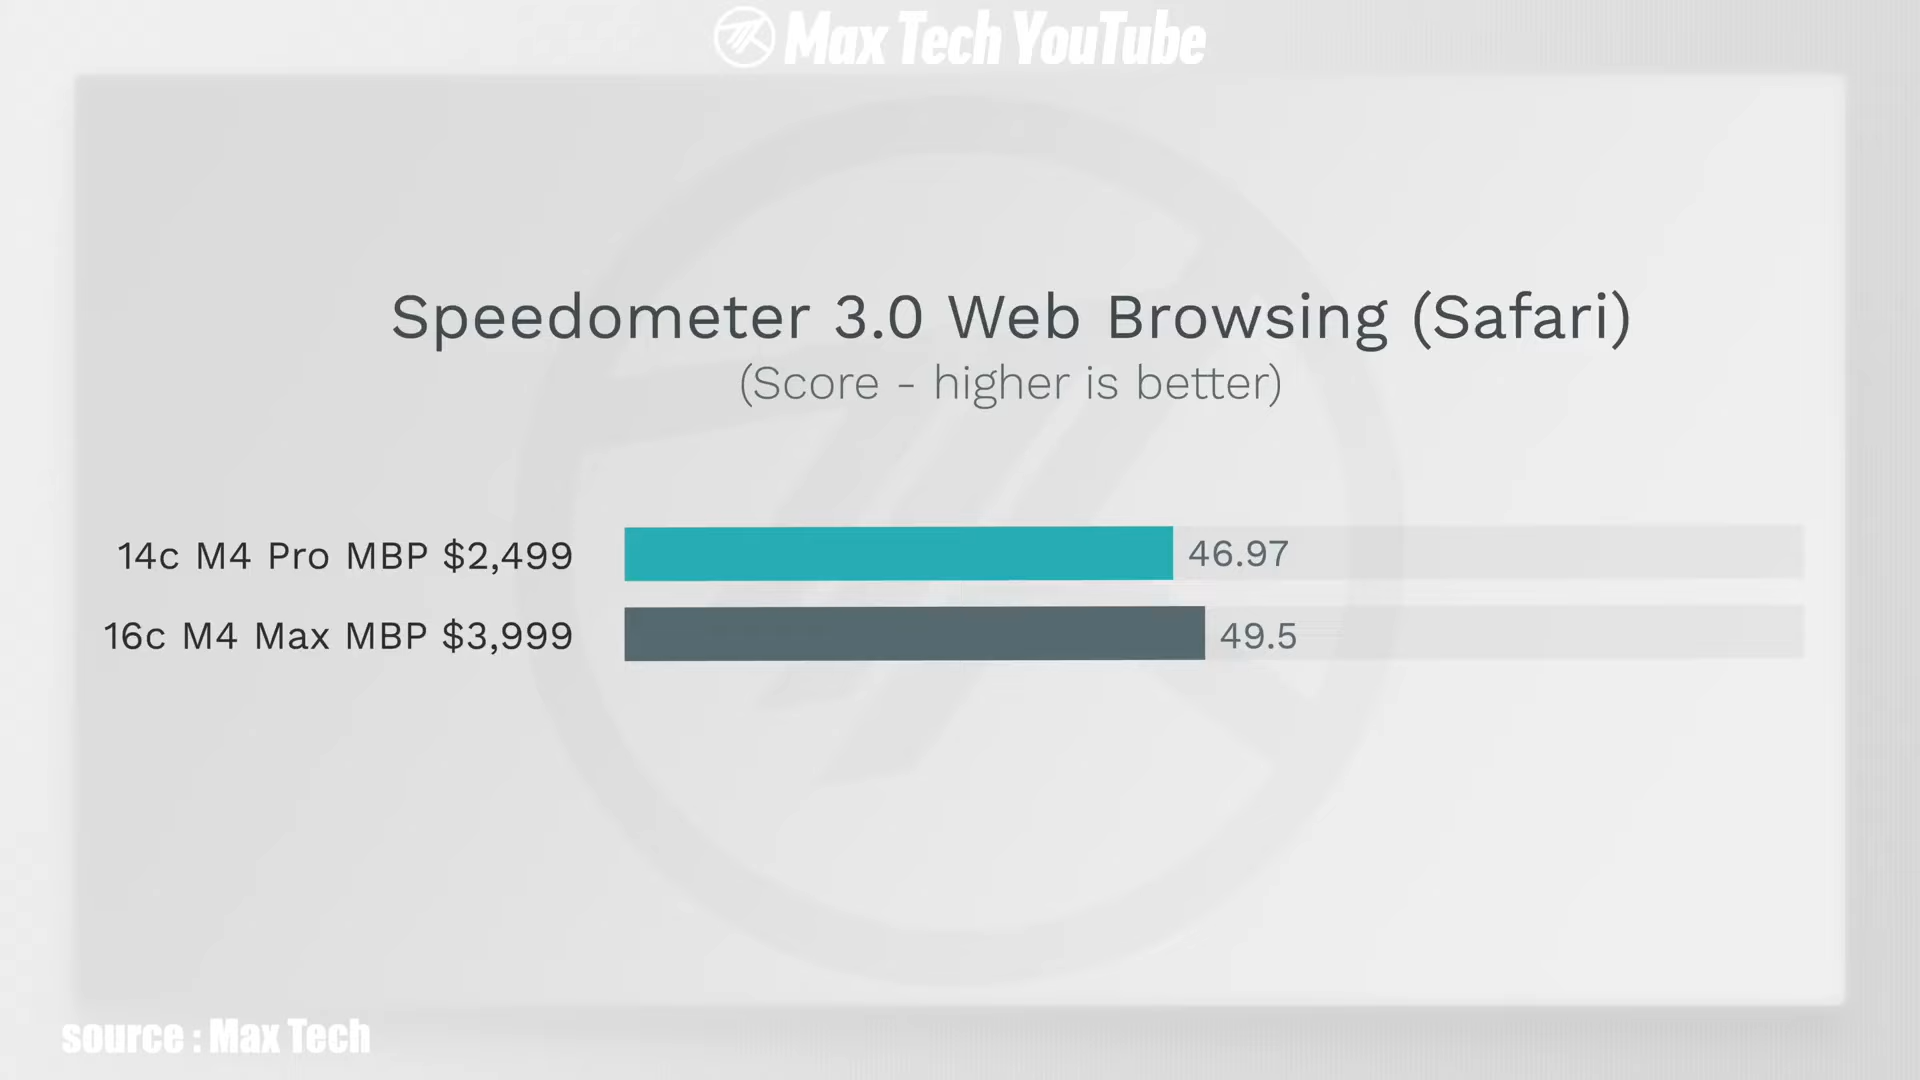 Max Tech YouTube
Speedometer 3.0 Web Browsing (Safari)
(Score - higher is better)
14c M4 Pro MBP $2,499 46.97
16c M4 Max MBP $3,999 49.5
source : Max Tech